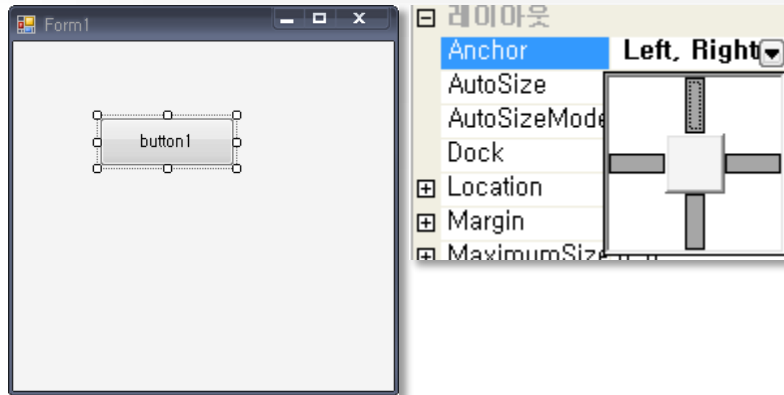 Form1
button1
레이아웃
Anchor Left, Right
AutoSize
AutoSizeMode
Dock
Location
Margin
MaximumSize